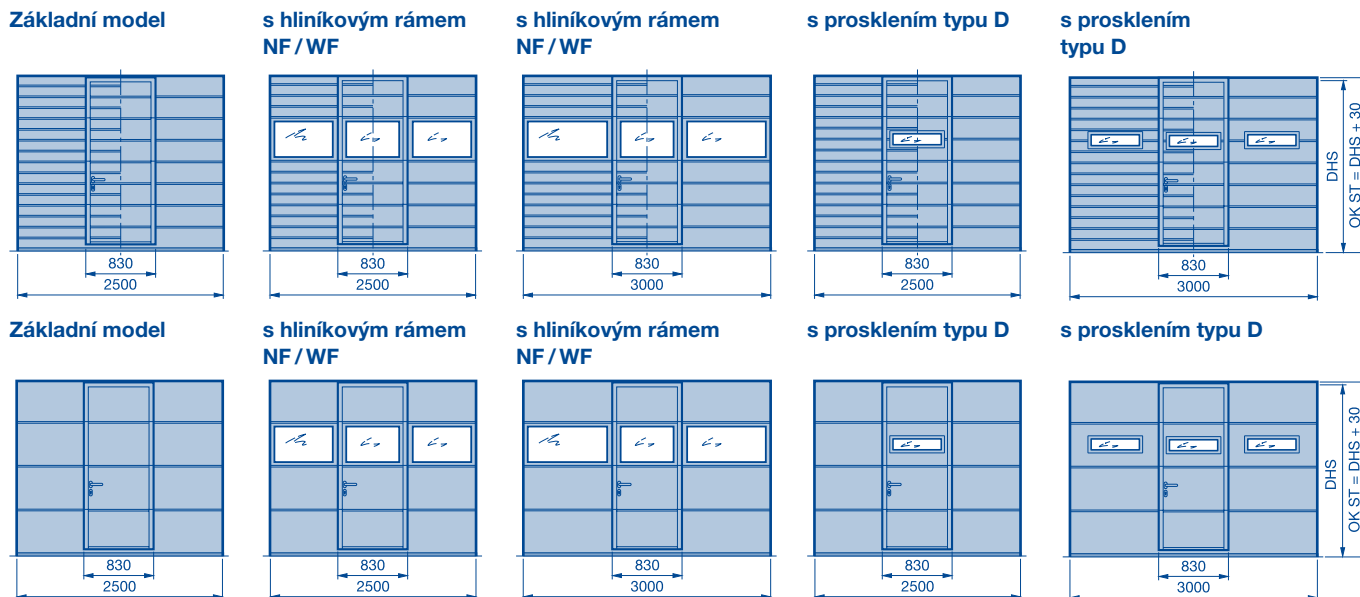 Základní model
s hliníkovým rámem
NF / WF
s hliníkovým rámem
NF / WF
s prosklením typu D
s prosklením
typu D
830
2500
830
2500
830
3000
830
2500
830
3000
DHS
OK ST = DHS + 30
Základní model
s hliníkovým rámem
NF / WF
s hliníkovým rámem
NF / WF
s prosklením typu D
s prosklením typu D
830
2500
830
2500
830
3000
830
2500
830
3000
DHS
OK ST = DHS + 30